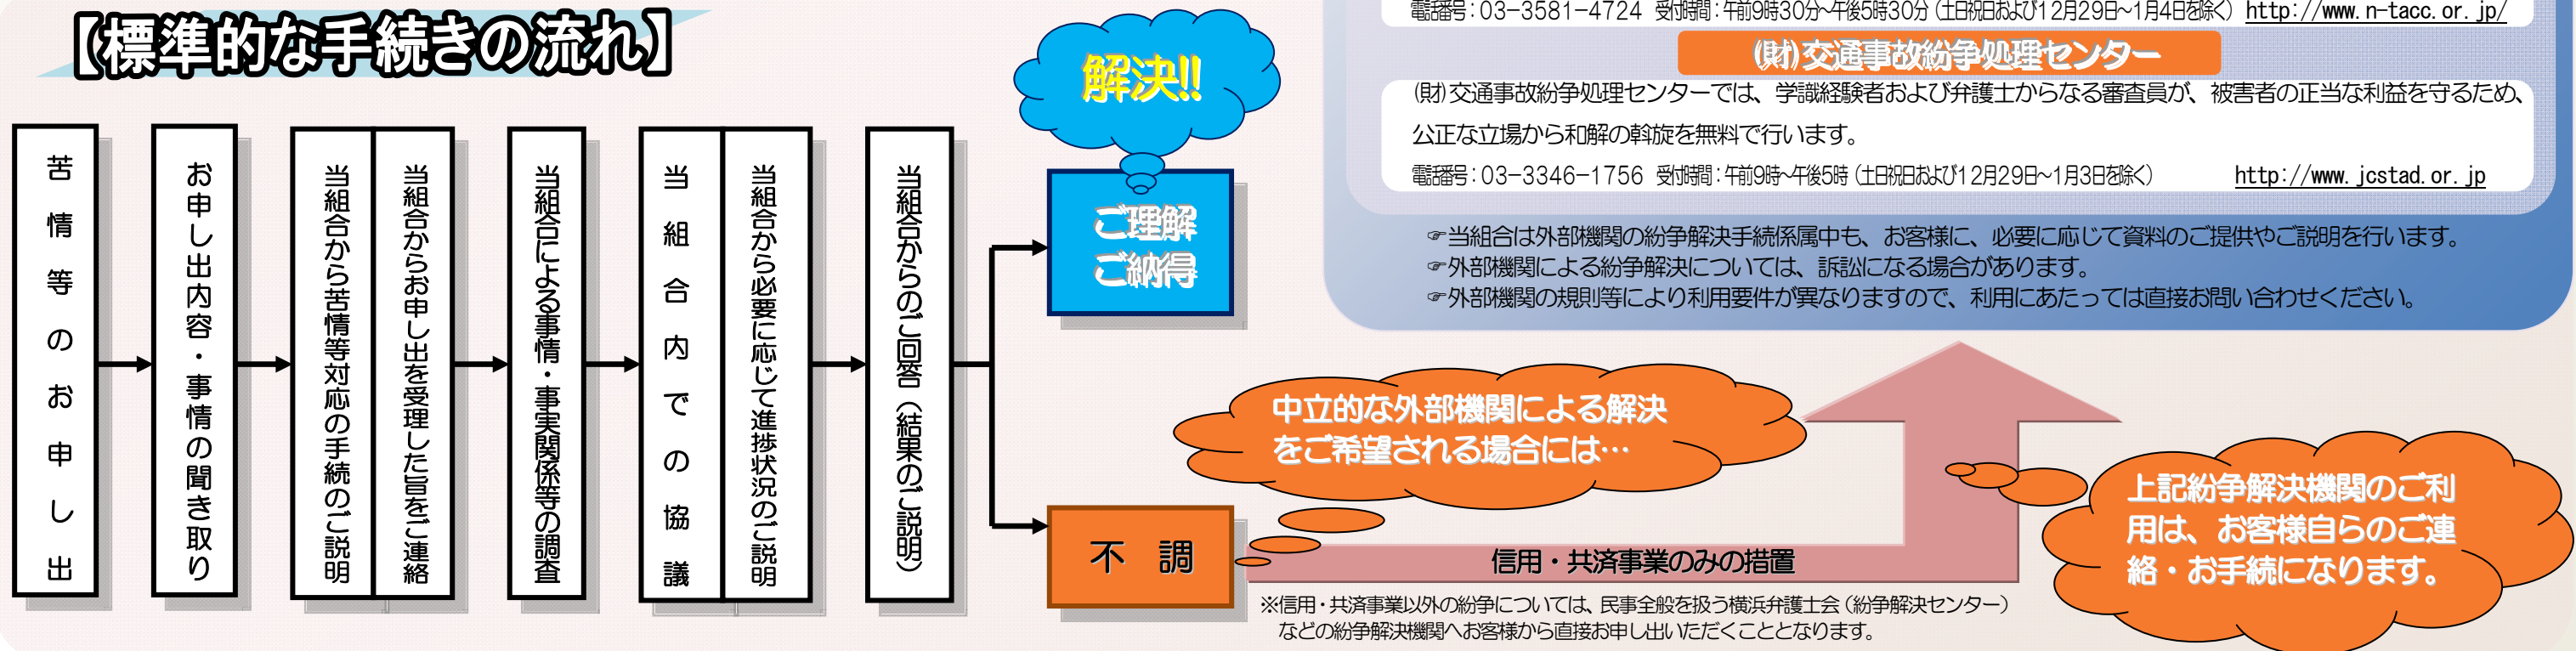 【標準的な手続きの流れ】
苦情等のお申し出
お申し出内容・事情の聞き取り
当組合からお申し出を受理した旨をご連絡
当組合から苦情等対応の手続のご説明
当組合による事情・事実関係等の調査
当組合から必要に応じて進捗状況のご説明
当組合内での協議
当組合からのご回答（結果のご説明）
解決!!
ご理解
ご納得
不　調
電話番号：03−3581−4724 受付時間：午前9時30分～午後5時30分（土日祝日および12月29日～1月4日を除く） http://www.n-tacc.or.jp/
(財)交通事故紛争処理センター
(財)交通事故紛争処理センターでは、学識経験者および弁護士からなる審査員が、被害者の正当な利益を守るため、
公正な立場から和解の斡旋を無料で行います。
電話番号：03−3346−1756 受付時間：午前9時～午後5時（土日祝日および12月29日～1月3日を除く） http://www.jcstad.or.jp
☞当組合は外部機関の紛争解決手続係属中も、お客様に、必要に応じて資料のご提供やご説明を行います。
☞外部機関による紛争解決については、訴訟になる場合があります。
☞外部機関の規則等により利用要件が異なりますので、利用にあたっては直接お問い合わせください。
中立的な外部機関による解決
をご希望される場合には…
信用・共済事業のみの措置
上記紛争解決機関のご利
用は、お客様自らのご連
絡・お手続になります。
※信用・共済事業以外の紛争については、民事全般を扱う横浜弁護士会（紛争解決センター）
などの紛争解決機関へお客様から直接お申し出いただくこととなります。